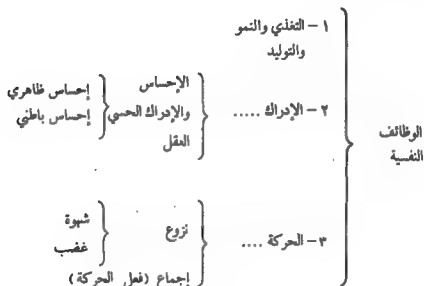 الوظائف
النفسية
١ – التغذي والنمو
والتوليد
٢ – الإدراك .....
الإحساس
والإدراك الحسي
العقل
إحساس ظاهري
إحساس باطني
٣ – الحركة ....
نزوع
إجماع (فعل الحركة)
شهوة
غضب